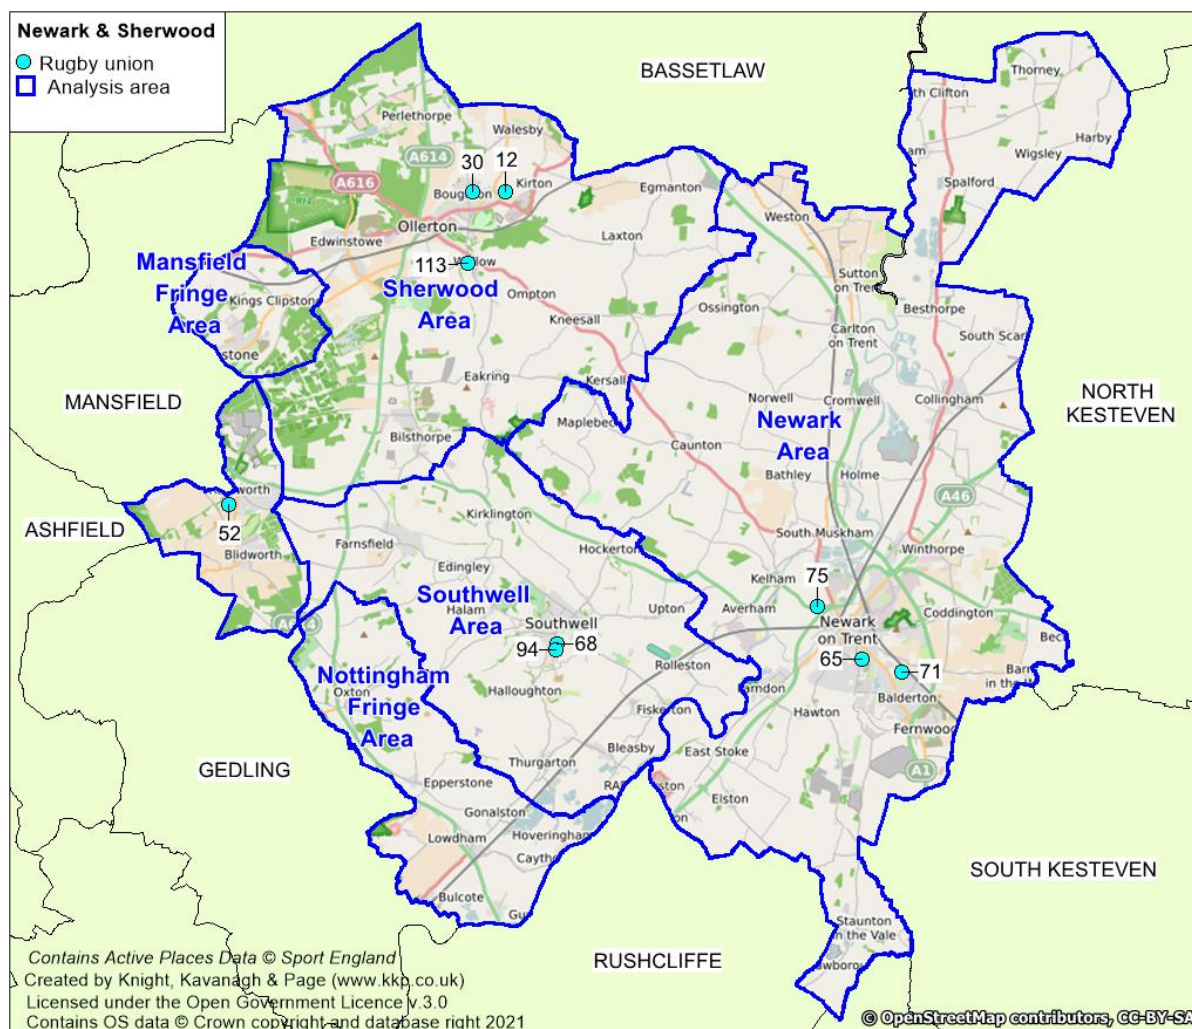 Newark & Sherwood
Rugby union
Analysis area
BASSETLAW
Thorney
th Clifton
Harby
Wigsley
Spalford
Perlethorpe
Walesby
A614
A616
30
12
Kirton
Egmanton
Weston
Ollerton
Edwinstowe
Laxton
Sutton
on Trent
Besthorpe
Mansfield
Fringe
Area
Kings Clipstone
113
Sherwood
Area
Ompton
Kneesall
Ossington
Carlton
on Trent
South Scar
stone
Eakring
Kersall
MANSFIELD
Bilsthorpe
Maplebeck
Norwell
Cromwell
Collingham
NORTH
KESTEVEN
Newark
Area
Caunton
Bathley
Holme
A46
ASHFIELD
52
Blidworth
Kirklington
Farnsfield
Hockerton
South Muskham
Winthorpe
Edingley
Southwell
Area
Halam
Upton
Kelham
Averham
75
Newark
on Trent
Coddington
Southwell
94
68
Rolleston
65
71
Balderton
Nottingham
Fringe
Area
Oxton
Halloughton
Fiskerton
Hawton
Fernwood
Bleasby
East Stoke
A1
GEDLING
Thurgarton
Epperstone
Gonalston
Elston
Lowdham
Hoveringham
Caytho
Bulcote
SOUTH KESTEVEN
Staunton
in the Vale
RUSHCLIFFE
Contains Active Places Data © Sport England
Created by Knight, Kavanagh & Page (www.kkp.co.uk)
Licensed under the Open Government Licence v.3.0
Contains OS data © Crown copyright and database right 2021
© OpenStreetMap contributors, CC-BY-SA